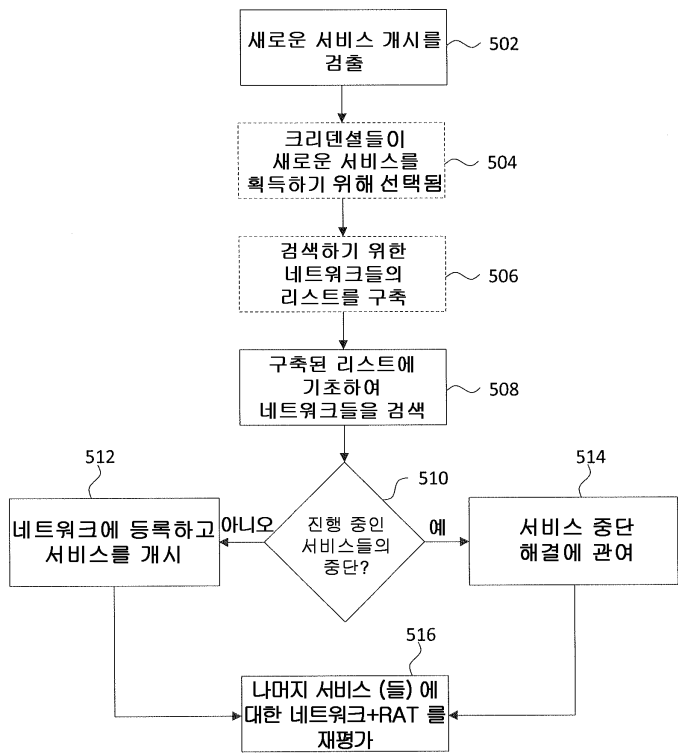 새로운 서비스 개시를
검출
502
크리덴셜들이
새로운 서비스를
획득하기 위해 선택됨
504
검색하기 위한
네트워크들의
리스트를 구축
506
구축된 리스트에
기초하여
네트워크들을 검색
508
510
진행 중인
서비스들의
중단?
아니오
예
512
네트워크에 등록하고
서비스를 개시
514
서비스 중단
해결에 관여
516
나머지 서비스 (들) 에
대한 네트워크+RAT 를
재평가